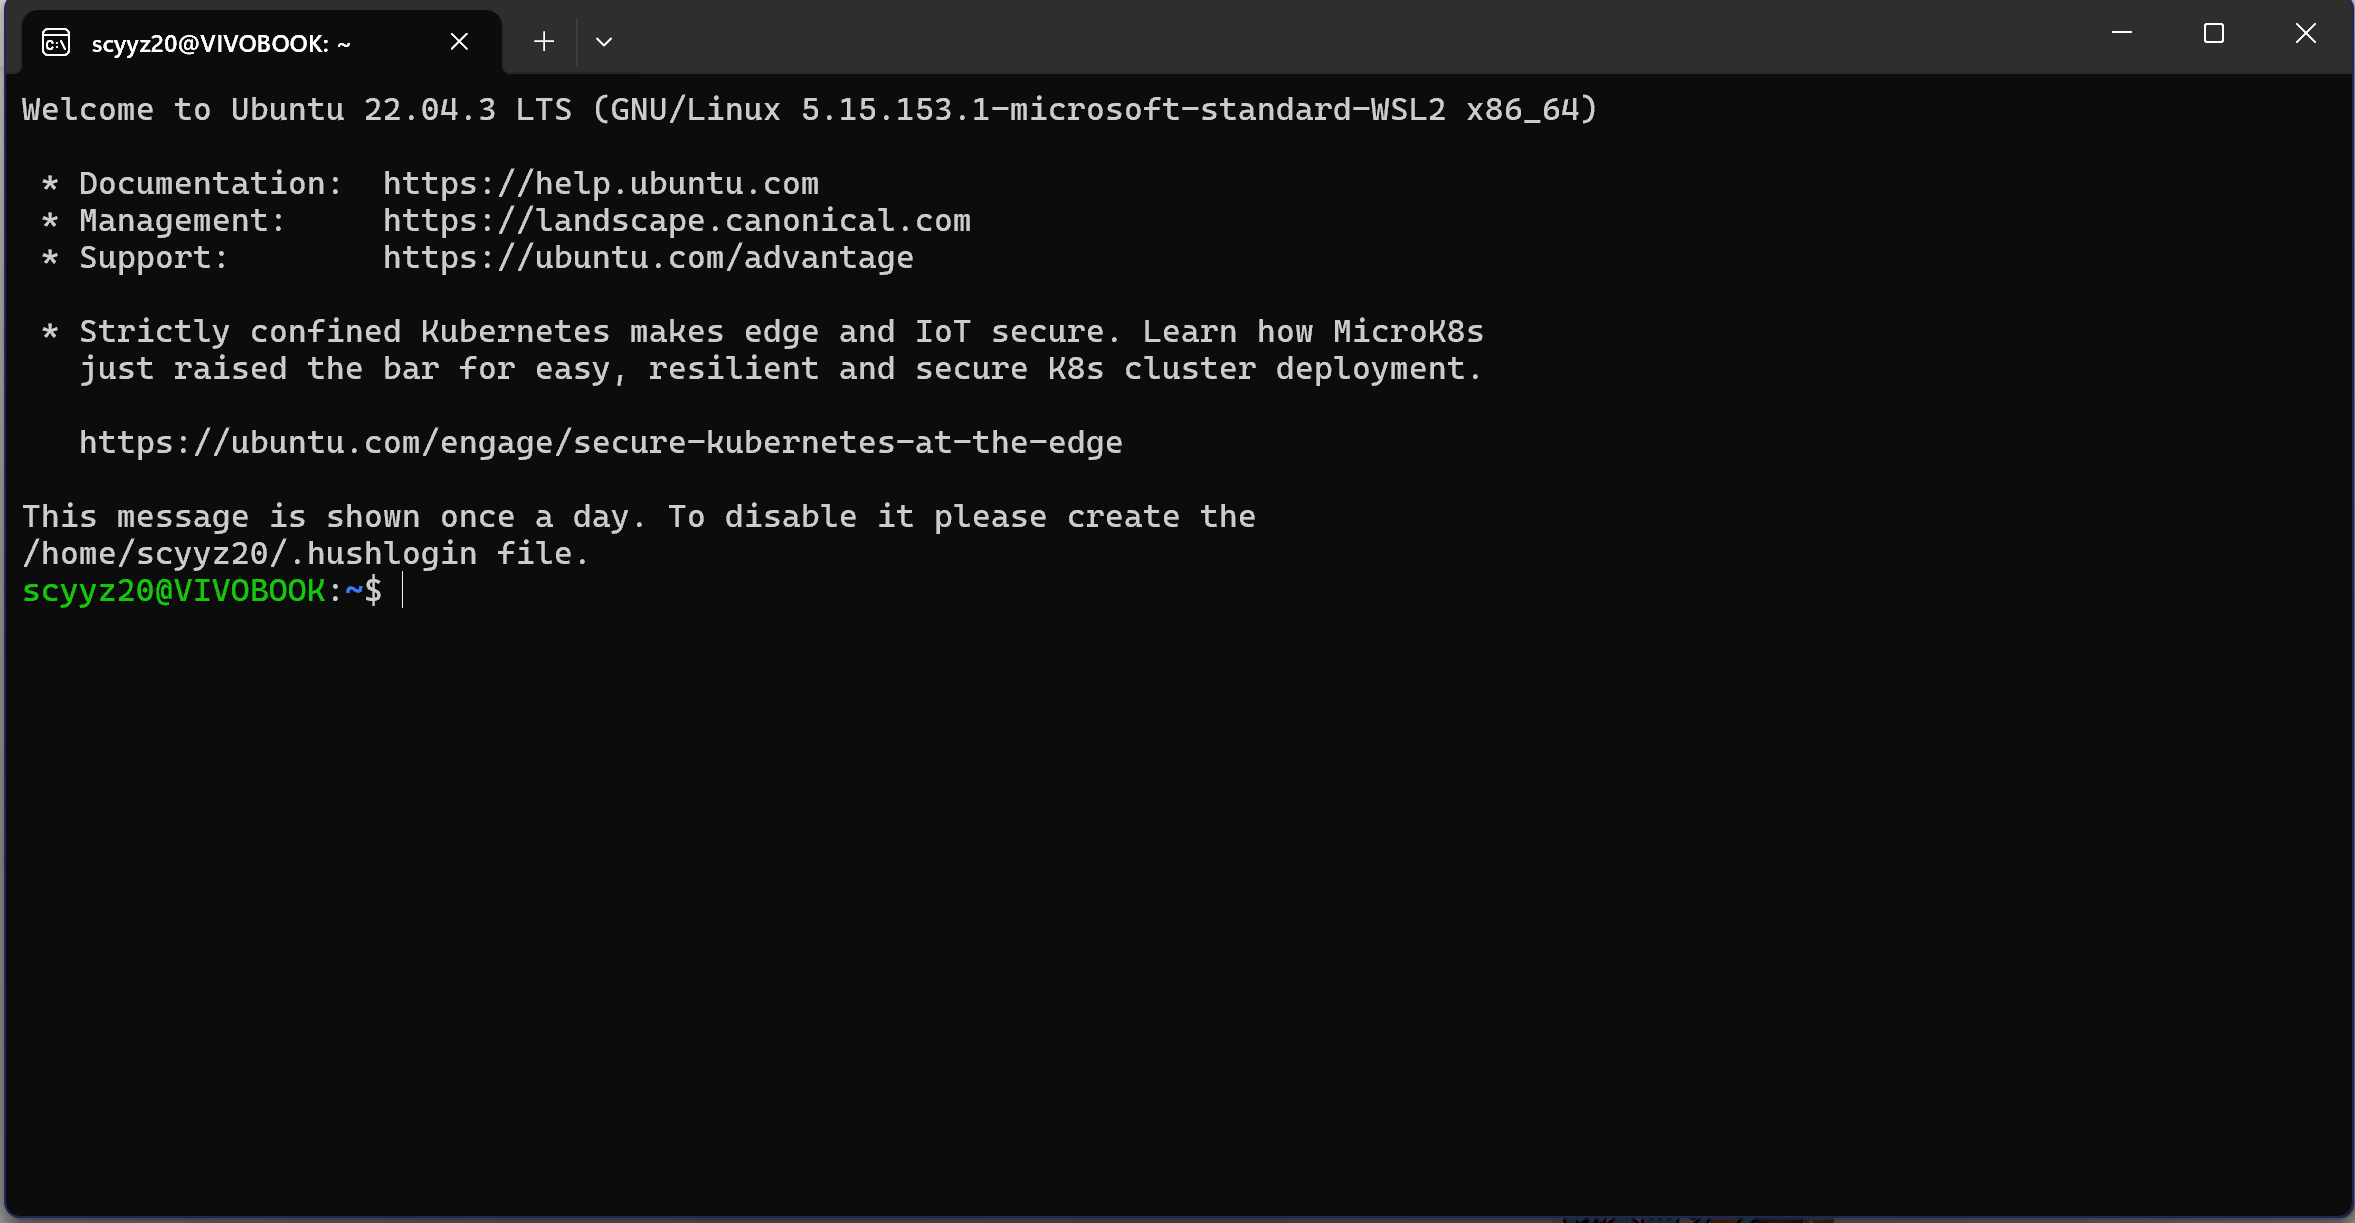 scyyz20@VIVOBOOK: ~
Welcome to Ubuntu 22.04.3 LTS (GNU/Linux 5.15.153.1-microsoft-standard-WSL2 x86_64)
* Documentation:  https://help.ubuntu.com
* Management:     https://landscape.canonical.com
* Support:        https://ubuntu.com/advantage
* Strictly confined Kubernetes makes edge and IoT secure. Learn how MicroK8s
just raised the bar for easy, resilient and secure K8s cluster deployment.
https://ubuntu.com/engage/secure-kubernetes-at-the-edge
This message is shown once a day. To disable it please create the
/home/scyyz20/.hushlogin file.
scyyz20@VIVOBOOK:~$